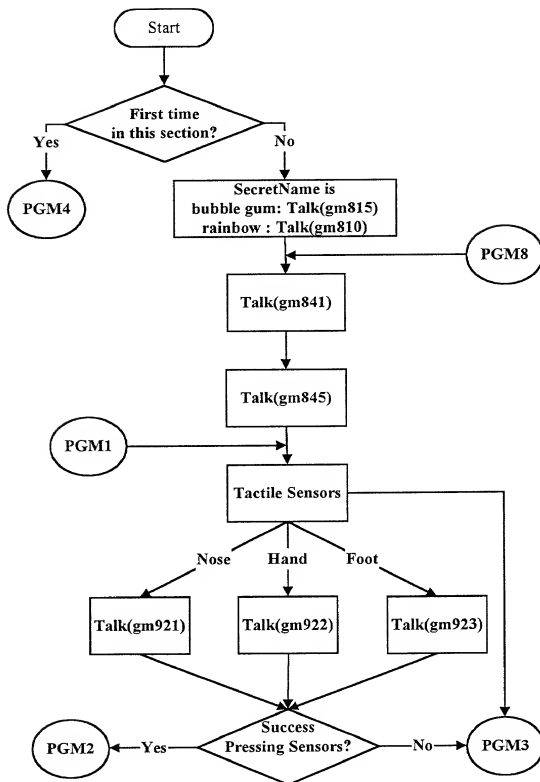 Start
First time
in this section?
Yes
No
PGM4
SecretName is
bubble gum: Talk(gm815)
rainbow : Talk(gm810)
PGM8
Talk(gm841)
Talk(gm845)
PGM1
Tactile Sensors
Nose
Hand
Foot
Talk(gm921)
Talk(gm922)
Talk(gm923)
Success
Pressing Sensors?
PGM2
Yes
No
PGM3